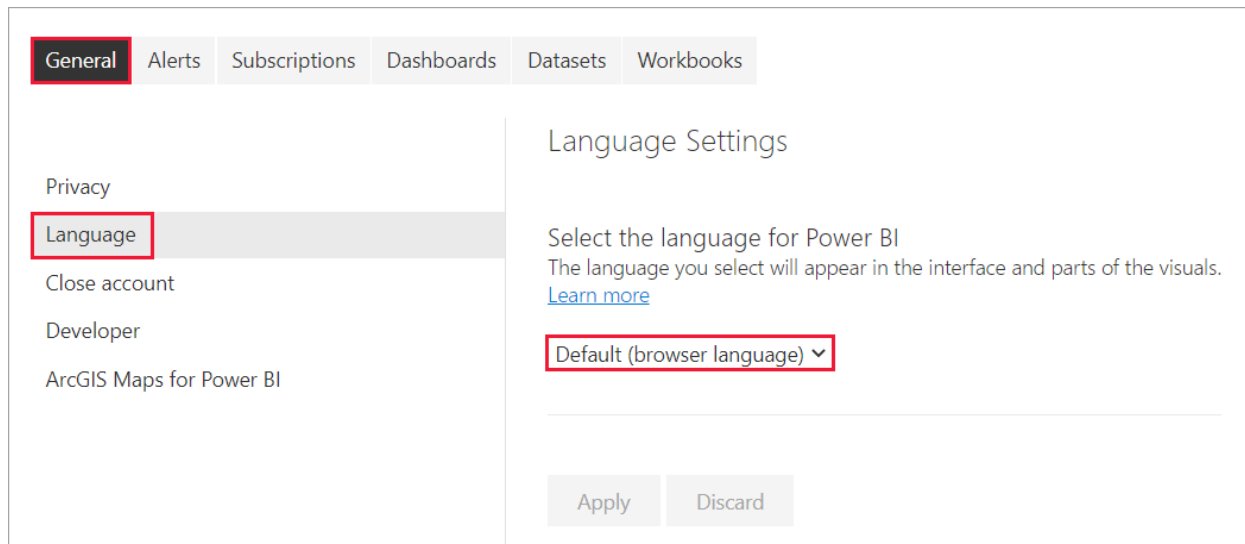 General Alerts Subscriptions Dashboards Datasets Workbooks
Privacy
Language
Close account
Developer
ArcGIS Maps for Power BI
Language Settings
Select the language for Power BI
The language you select will appear in the interface and parts of the visuals.
Learn more
Default (browser language)
Apply Discard